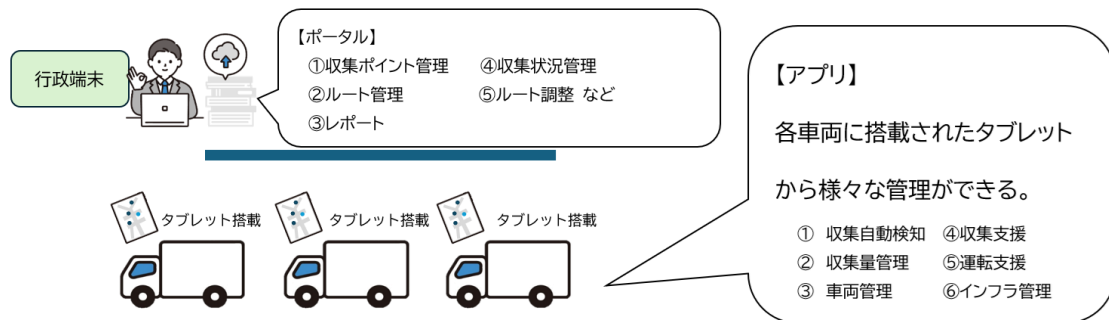 行政端末
【ポータル】
①収集ポイント管理 ④収集状況管理
②ルート管理 ⑤ルート調整 など
③レポート
【アプリ】
各車両に搭載されたタブレット
から様々な管理ができる。
① 収集自動検知 ④収集支援
② 収集量管理 ⑤運転支援
③ 車両管理 ⑥インフラ管理
タブレット搭載
タブレット搭載
タブレット搭載